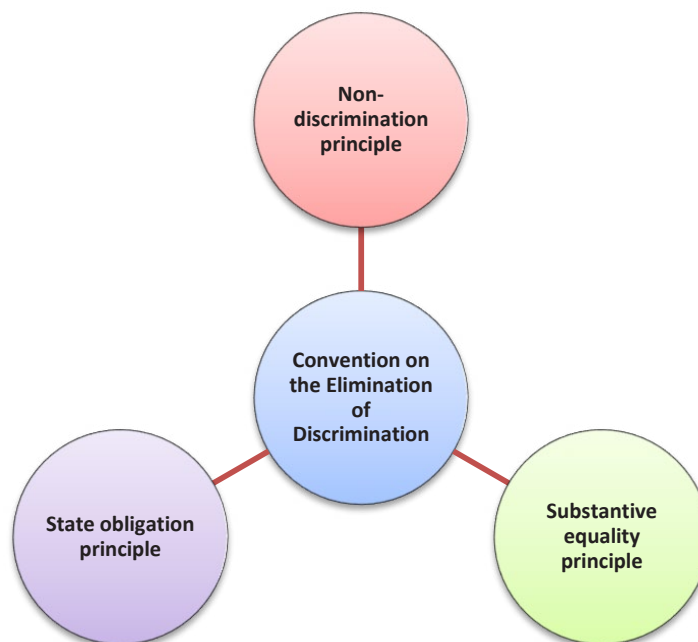 Non-
discrimination
principle
Convention on
the Elimination
of
Discrimination
State obligation
principle
Substantive
equality
principle